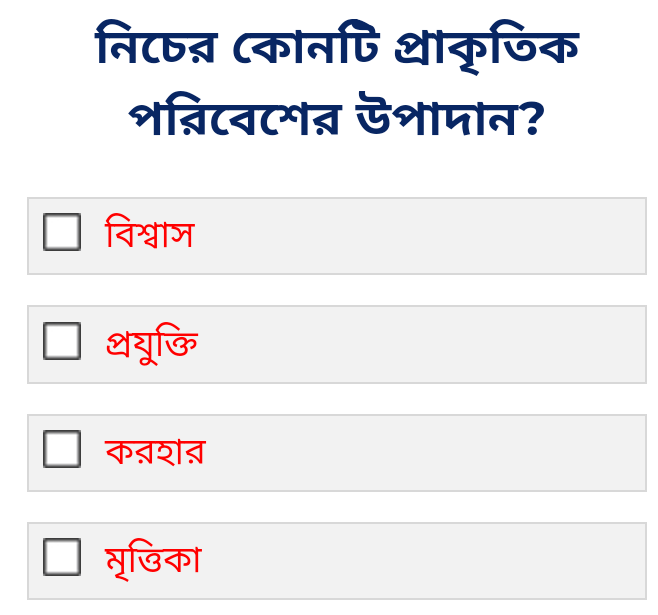 নিচের কোনটি প্রাকৃতিক
পরিবেশের উপাদান?
বিশ্বাস
প্রযুক্তি
করহার
মৃত্তিকা